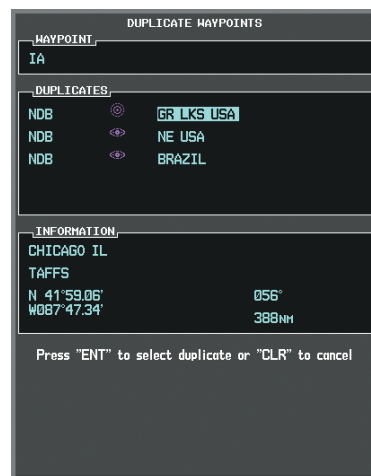 DUPLICATE WAYPOINTS
WAYPOINT
IA
DUPLICATES
NDB GR LKS USA
NDB NE USA
NDB BRAZIL
INFORMATION
CHICAGO IL
TAFFS
N 41°59.06' 056°
W087°47.34' 388NM
Press "ENT" to select duplicate or "CLR" to cancel